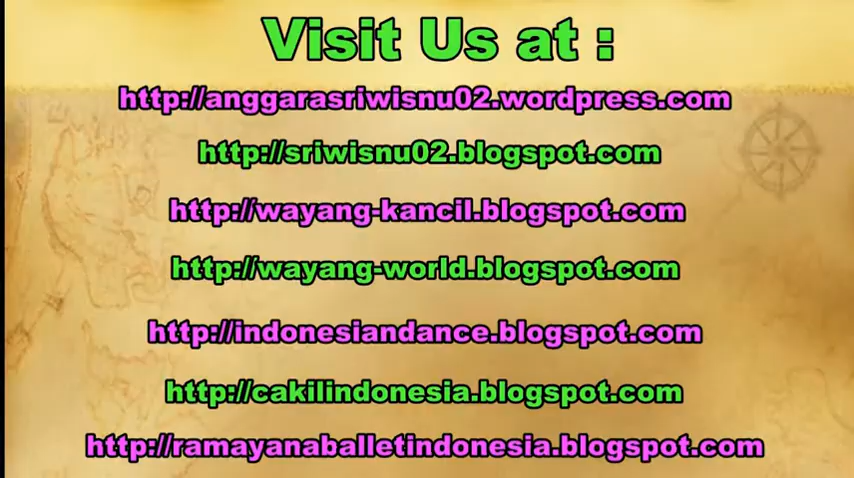 Visit Us at :
http://anggarasriwisnu02.wordpress.com
http://sriwisnu02.blogspot.com
http://wayang-kancil.blogspot.com
http://wayang-world.blogspot.com
http://indonesiandance.blogspot.com
http://cakilindonesia.blogspot.com
http://ramayanaballetindonesia.blogspot.com